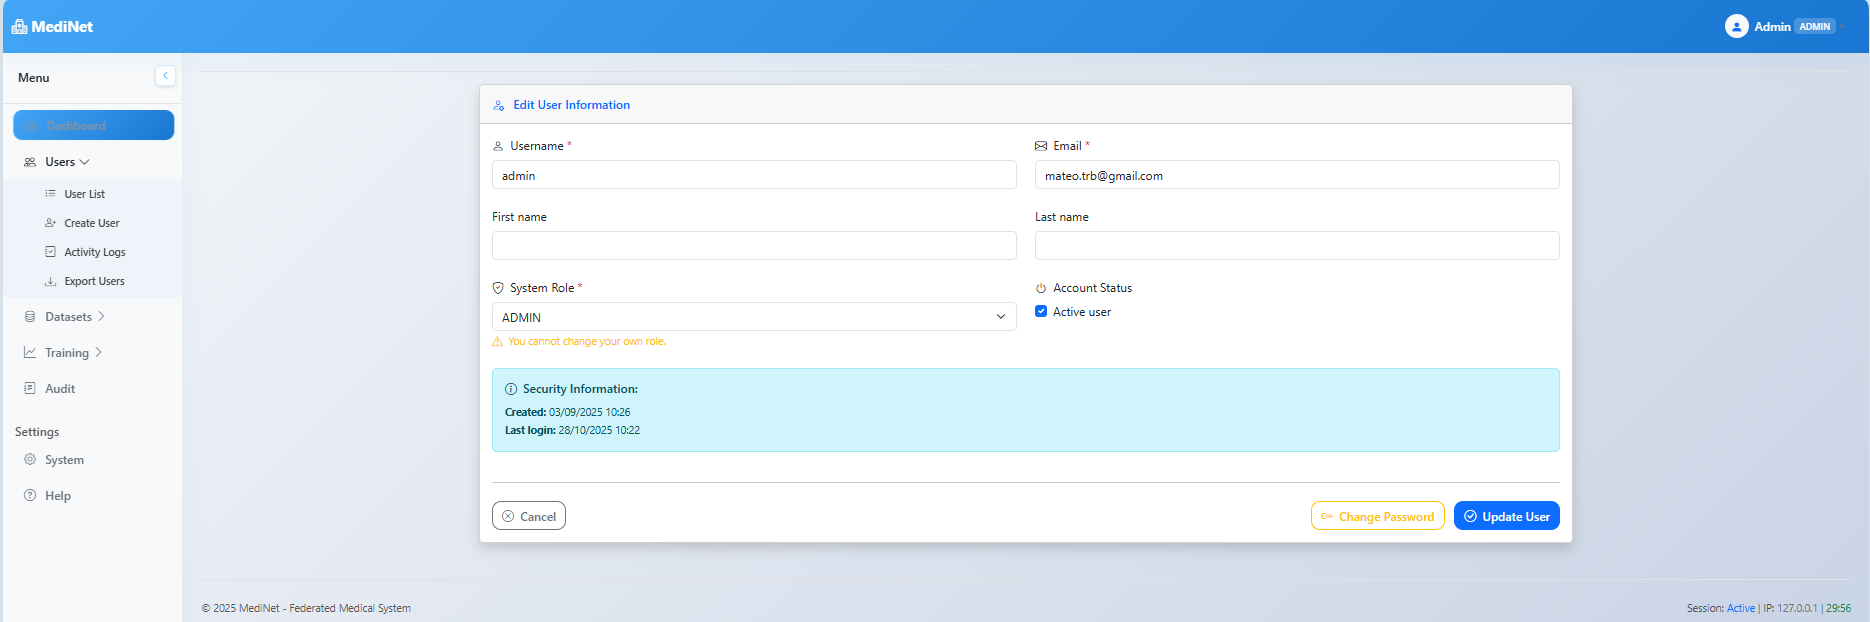 MediNet
Admin ADMIN
Menu
Dashboard
Users
User List
Create User
Activity Logs
Export Users
Datasets
Training
Audit
Settings
System
Help
Edit User Information
Username *
Email *
admin
mateo.trb@gmail.com
First name
Last name
System Role *
Account Status
ADMIN
Active user
You cannot change your own role.
Security Information:
Created: 03/09/2025 10:26
Last login: 28/10/2025 10:22
Cancel
Change Password
Update User
© 2025 MediNet - Federated Medical System
Session: Active | IP: 127.0.0.1 | 29:56